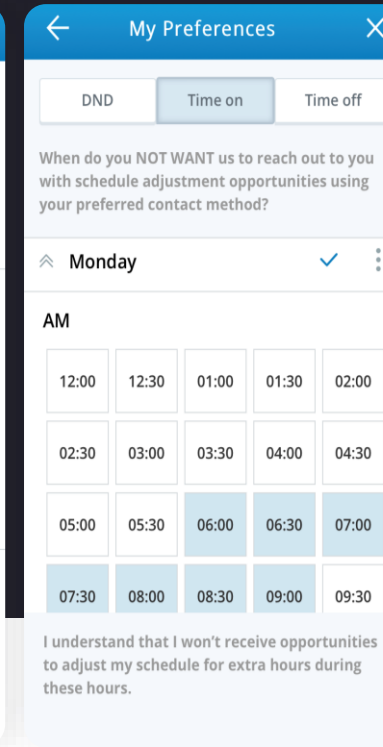 My Preferences
DND Time on Time off
When do you NOT WANT us to reach out to you
with schedule adjustment opportunities using
your preferred contact method?
Monday
AM
12:00 12:30 01:00 01:30 02:00
02:30 03:00 03:30 04:00 04:30
05:00 05:30 06:00 06:30 07:00
07:30 08:00 08:30 09:00 09:30
I understand that I won't receive opportunities
to adjust my schedule for extra hours during
these hours.